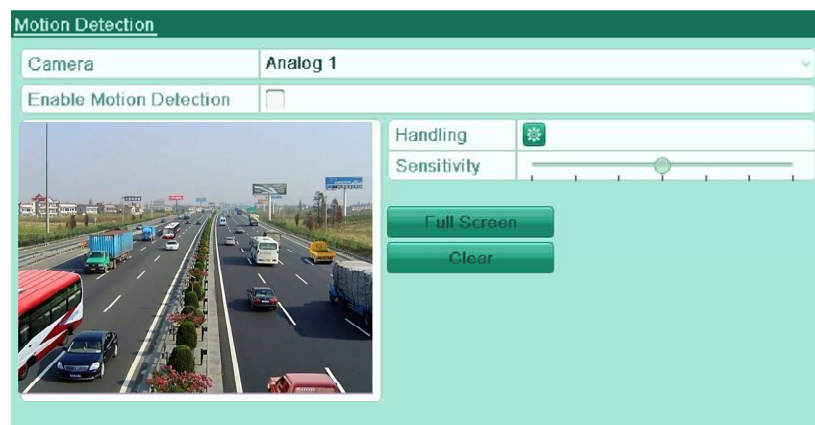 Motion Detection
Camera Analog 1
Enable Motion Detection
Handling
Sensitivity
Full Screen
Clear